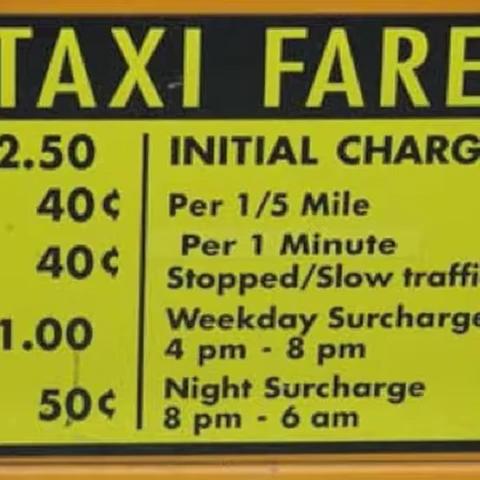 TAXI FARE
2.50 INITIAL CHARG
40¢ Per 1/5 Mile
40¢ Per 1 Minute
Stopped/Slow traffi
1.00 Weekday Surcharge
4 pm - 8 pm
50¢ Night Surcharge
8 pm - 6 am